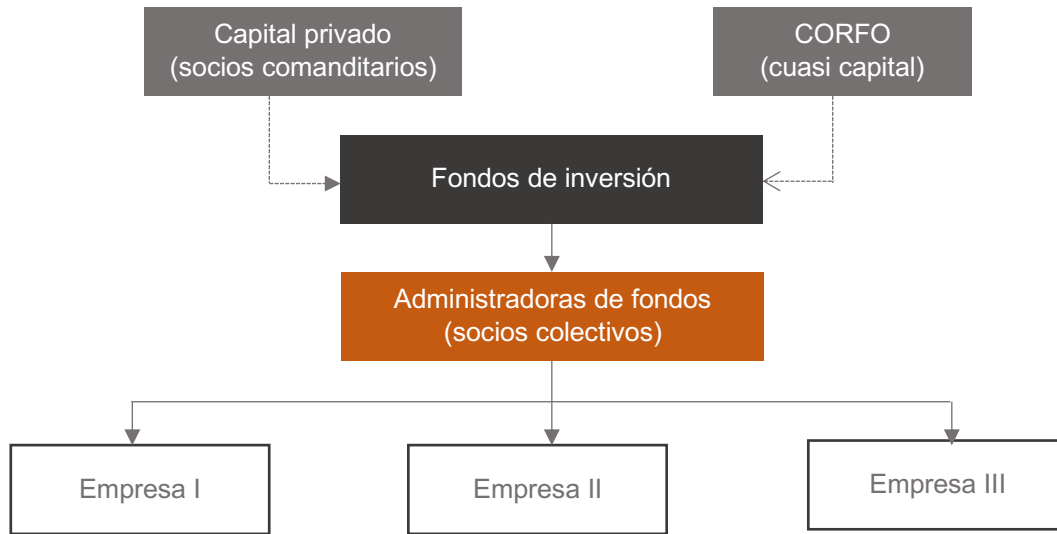 Capital privado
(socios comanditarios)
CORFO
(cuasi capital)
Fondos de inversión
Administradoras de fondos
(socios colectivos)
Empresa I
Empresa II
Empresa III